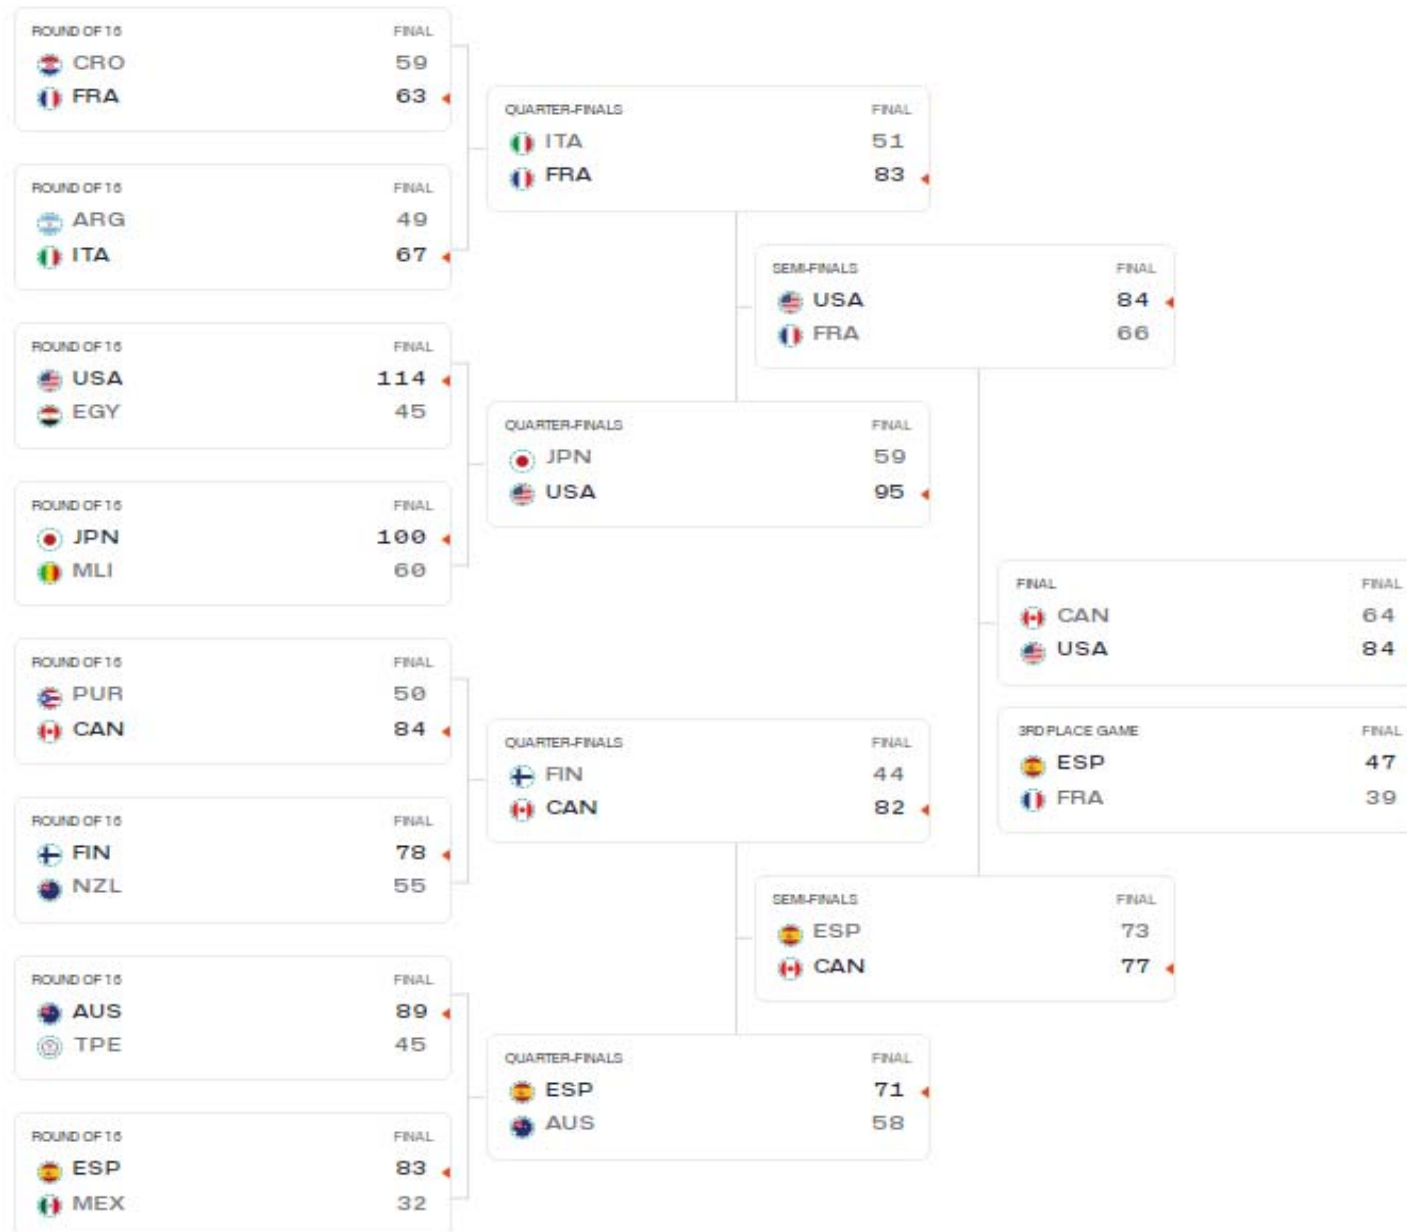 ROUND OF 16 FINAL
CRO 59
FRA 63
ROUND OF 16 FINAL
ARG 49
ITA 67
ROUND OF 16 FINAL
USA 114
EGY 45
ROUND OF 16 FINAL
JPN 100
MLI 60
ROUND OF 16 FINAL
PUR 50
CAN 84
ROUND OF 16 FINAL
FIN 78
NZL 55
ROUND OF 16 FINAL
AUS 89
TPE 45
ROUND OF 16 FINAL
ESP 83
MEX 32
QUARTER-FINALS FINAL
ITA 51
FRA 83
QUARTER-FINALS FINAL
JPN 59
USA 95
QUARTER-FINALS FINAL
FIN 44
CAN 82
QUARTER-FINALS FINAL
ESP 71
AUS 58
SEMI-FINALS FINAL
USA 84
FRA 66
SEMI-FINALS FINAL
ESP 73
CAN 77
FINAL FINAL
CAN 64
USA 84
3RD PLACE GAME FINAL
ESP 47
FRA 39